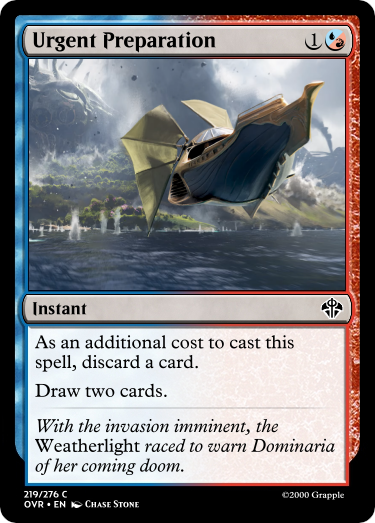 Urgent Preparation 1
Instant
As an additional cost to cast this
spell, discard a card.
Draw two cards.
With the invasion imminent, the
Weatherlight raced to warn Dominaria
of her coming doom.
219/276 C
OVR • EN Chase Stone
©2000 Grapple